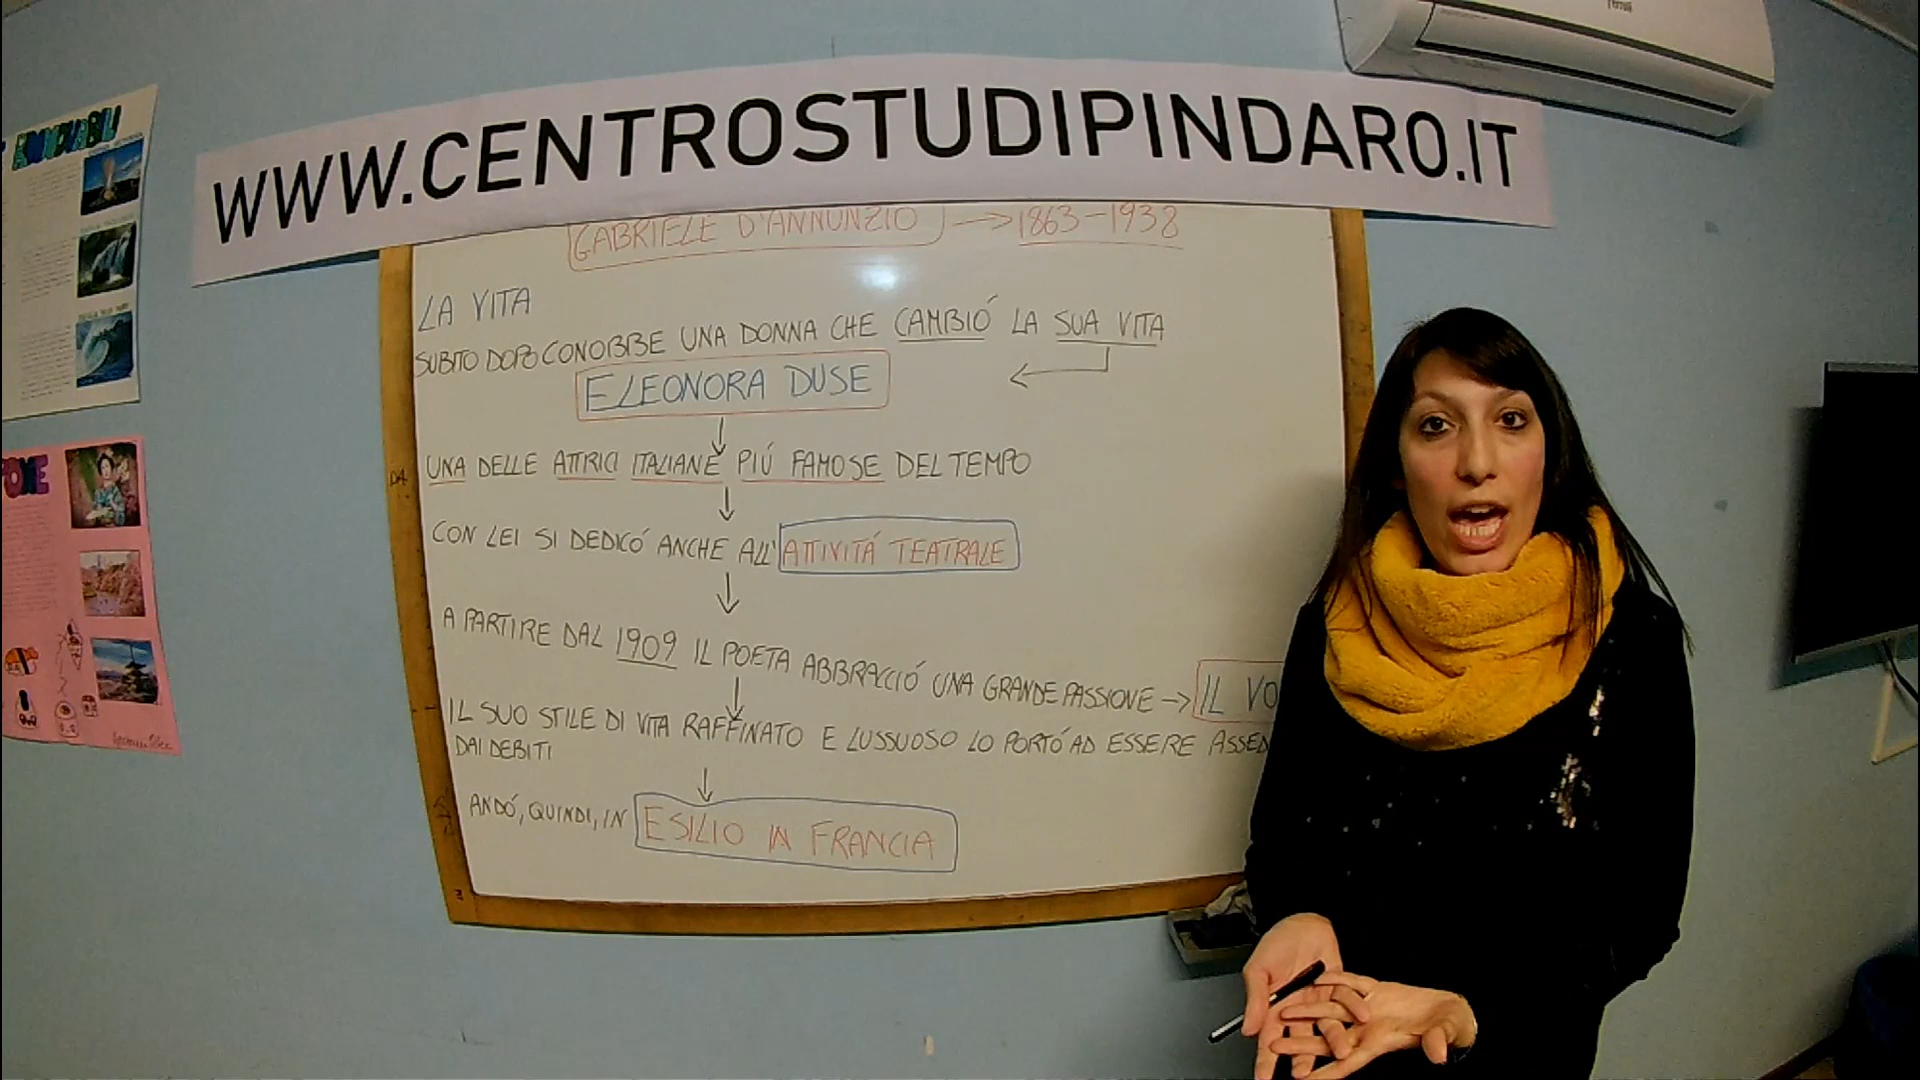 WWW.CENTROSTUDIPINDARO.IT
GABRIELE D'ANNUNZIO → 1863-1938
LA VITA
SUBITO DOPO CONOBBE UNA DONNA CHE CAMBIÓ LA SUA VITA
ELEONORA DUSE
UNA DELLE ATTRICI ITALIANE PIÚ FAMOSE DEL TEMPO
CON LEI SI DEDICÓ ANCHE ALL'ATTIVITÁ TEATRALE
A PARTIRE DAL 1909 IL POETA ABBRACCIÓ UNA GRANDE PASSIONE → IL VO
IL SUO STILE DI VITA RAFFINATO E LUSSUOSO LO PORTÓ AD ESSERE ASSED
DAI DEBITI
ANDÓ, QUINDI, IN ESILIO IN FRANCIA